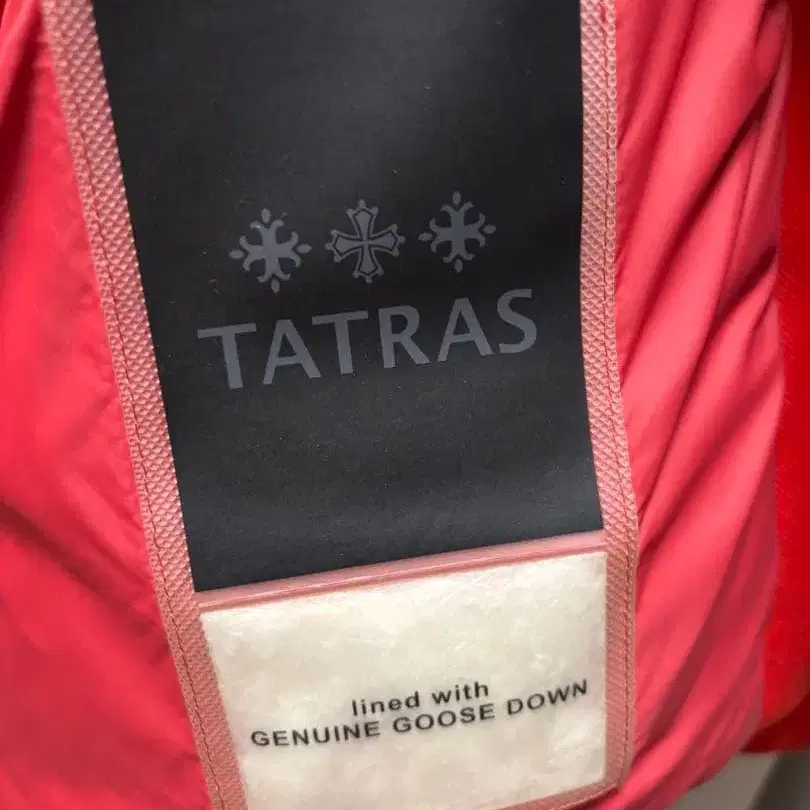 TATRAS
lined with
GENUINE GOOSE DOWN